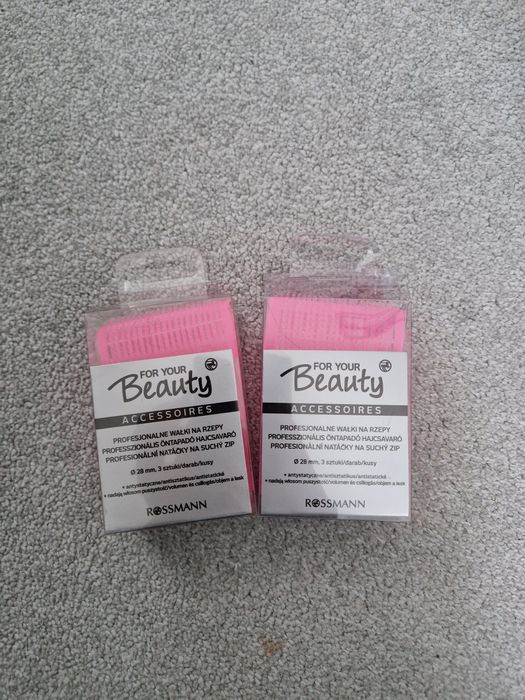 FOR YOUR
Beauty
ACCESSOIRES
PROFESJONALNE WAŁKI NA RZEPY
PROFESSZIONÁLIS ÖNTAPADÓ HAJCSAVARÓ
PROFESIONÁLNÍ NATÁČKY NA SUCHÝ ZIP
Ø 28 mm, 3 sztuki/darab/kusy
+ antystatyczne/antisztatikus/antistatické
+ nadają włosom puszystość/volumen és csillogás/objem a lesk
ROSSMANN
FOR YOUR
Beauty
ACCESSOIRES
PROFESJONALNE WAŁKI NA RZEPY
PROFESSZIONÁLIS ÖNTAPADÓ HAJCSAVARÓ
PROFESIONÁLNÍ NATÁČKY NA SUCHÝ ZIP
Ø 28 mm, 3 sztuki/darab/kusy
+ antystatyczne/antisztatikus/antistatické
+ nadają włosom puszystość/volumen és csillogás/objem a lesk
ROSSMANN